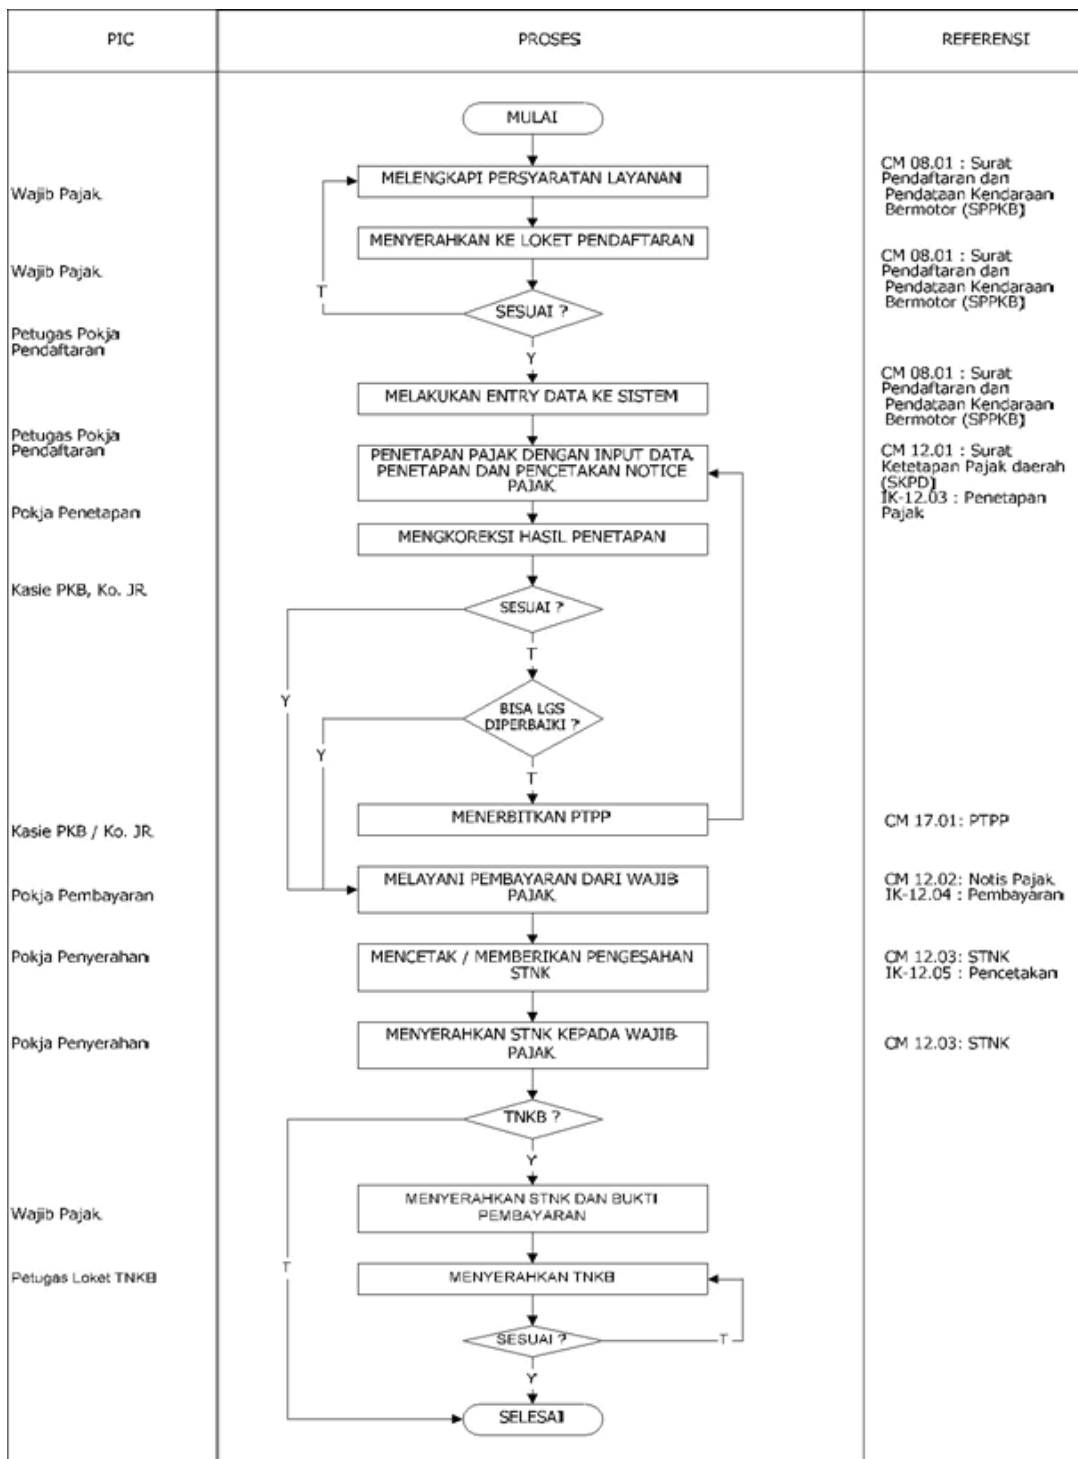 PIC
PROSES
REFERENSI
MULAI
Wajib Pajak
MELENGKAPI PERSYARATAN LAYANAN
CM 08.01 : Surat
Pendaftaran dan
Pendataan Kendaraan
Bermotor (SPPKB)
Wajib Pajak
MENYERAHKAN KE LOKET PENDAFTARAN
CM 08.01 : Surat
Pendaftaran dan
Pendataan Kendaraan
Bermotor (SPPKB)
T
SESUAI ?
Petugas Pokja
Pendaftaran
Y
MELAKUKAN ENTRY DATA KE SISTEM
CM 08.01 : Surat
Pendaftaran dan
Pendataan Kendaraan
Bermotor (SPPKB)
Petugas Pokja
Pendaftaran
PENETAPAN PAJAK DENGAN INPUT DATA
PENETAPAN DAN PENCETAKAN NOTICE
PAJAK
CM 12.01 : Surat
Ketetapan Pajak daerah
(SKPD)
IK-12.03 : Penetapan
Pajak
Pokja Penetapan
MENGKOREKSI HASIL PENETAPAN
Kasie PKB, Ko. JR
SESUAI ?
T
Y
BISA LGS
DIPERBAIKI ?
Y
T
Kasie PKB / Ko. JR
MENERBITKAN PTPP
CM 17.01: PTPP
Pokja Pembayaran
MELAYANI PEMBAYARAN DARI WAJIB
PAJAK
CM 12.02: Notis Pajak
IK-12.04 : Pembayaran
Pokja Penyerahan
MENCETAK / MEMBERIKAN PENGESAHAN
STNK
CM 12.03: STNK
IK-12.05 : Pencetakan
Pokja Penyerahan
MENYERAHKAN STNK KEPADA WAJIB
PAJAK
CM 12.03: STNK
TNKB ?
Y
Wajib Pajak
MENYERAHKAN STNK DAN BUKTI
PEMBAYARAN
Petugas Loket TNKB
T
MENYERAHKAN TNKB
SESUAI ?
T
Y
SELESAI